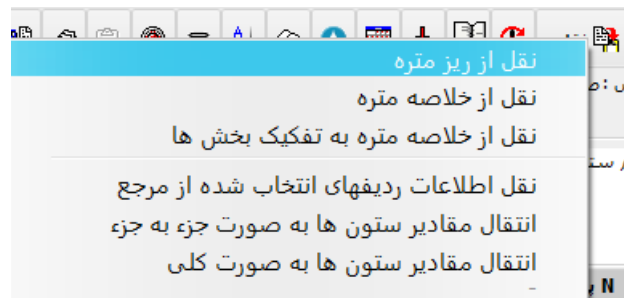 نقل از ریز متره
نقل از خلاصه متره
نقل از خلاصه متره به تفکیک بخش ها
نقل اطلاعات ردیفهای انتخاب شده از مرجع
انتقال مقادیر ستون ها به صورت جزء به جزء
انتقال مقادیر ستون ها به صورت کلی
N